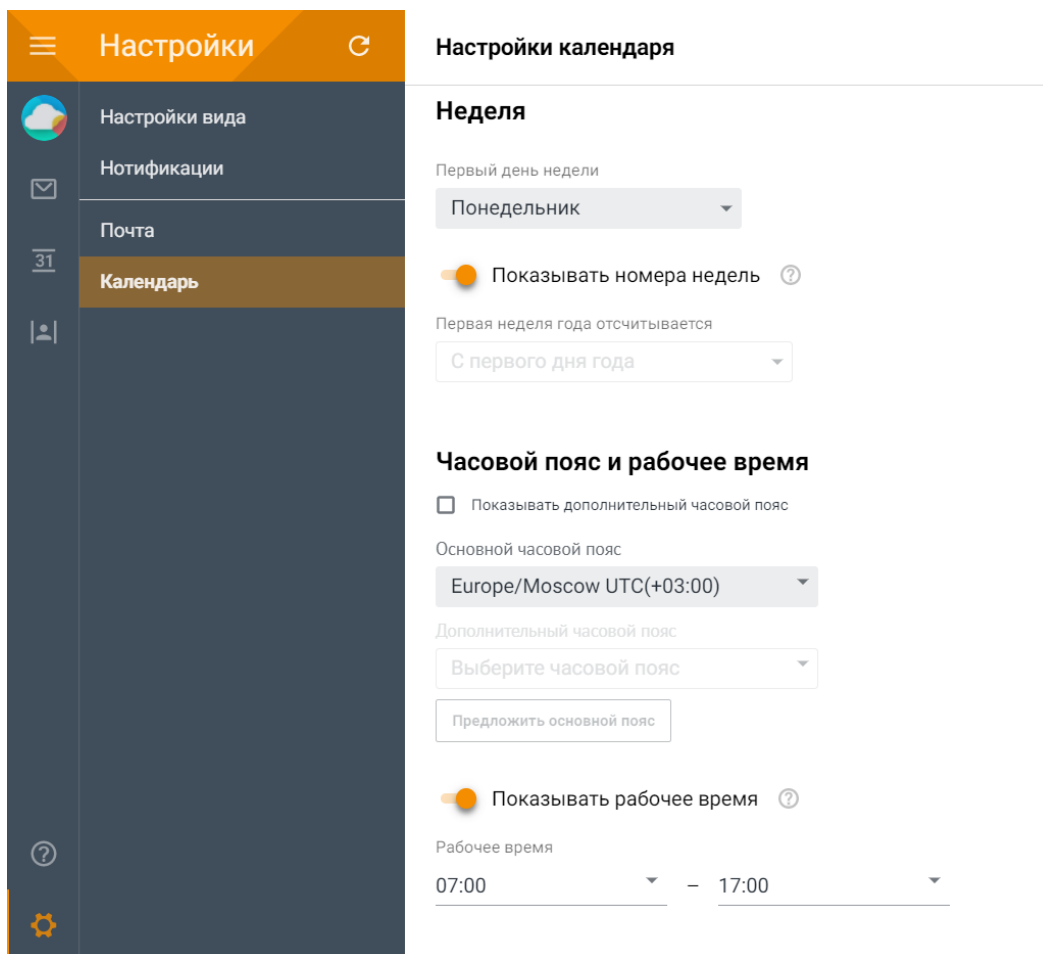 Настройки
Настройки вида
Нотификации
Почта
31
Календарь
Настройки календаря
Неделя
Первый день недели
Понедельник
Показывать номера недель ?
Первая неделя года отсчитывается
С первого дня года
Часовой пояс и рабочее время
Показывать дополнительный часовой пояс
Основной часовой пояс
Europe/Moscow UTC(+03:00)
Дополнительный часовой пояс
Выберите часовой пояс
Предложить основной пояс
Показывать рабочее время ?
Рабочее время
07:00 – 17:00
?